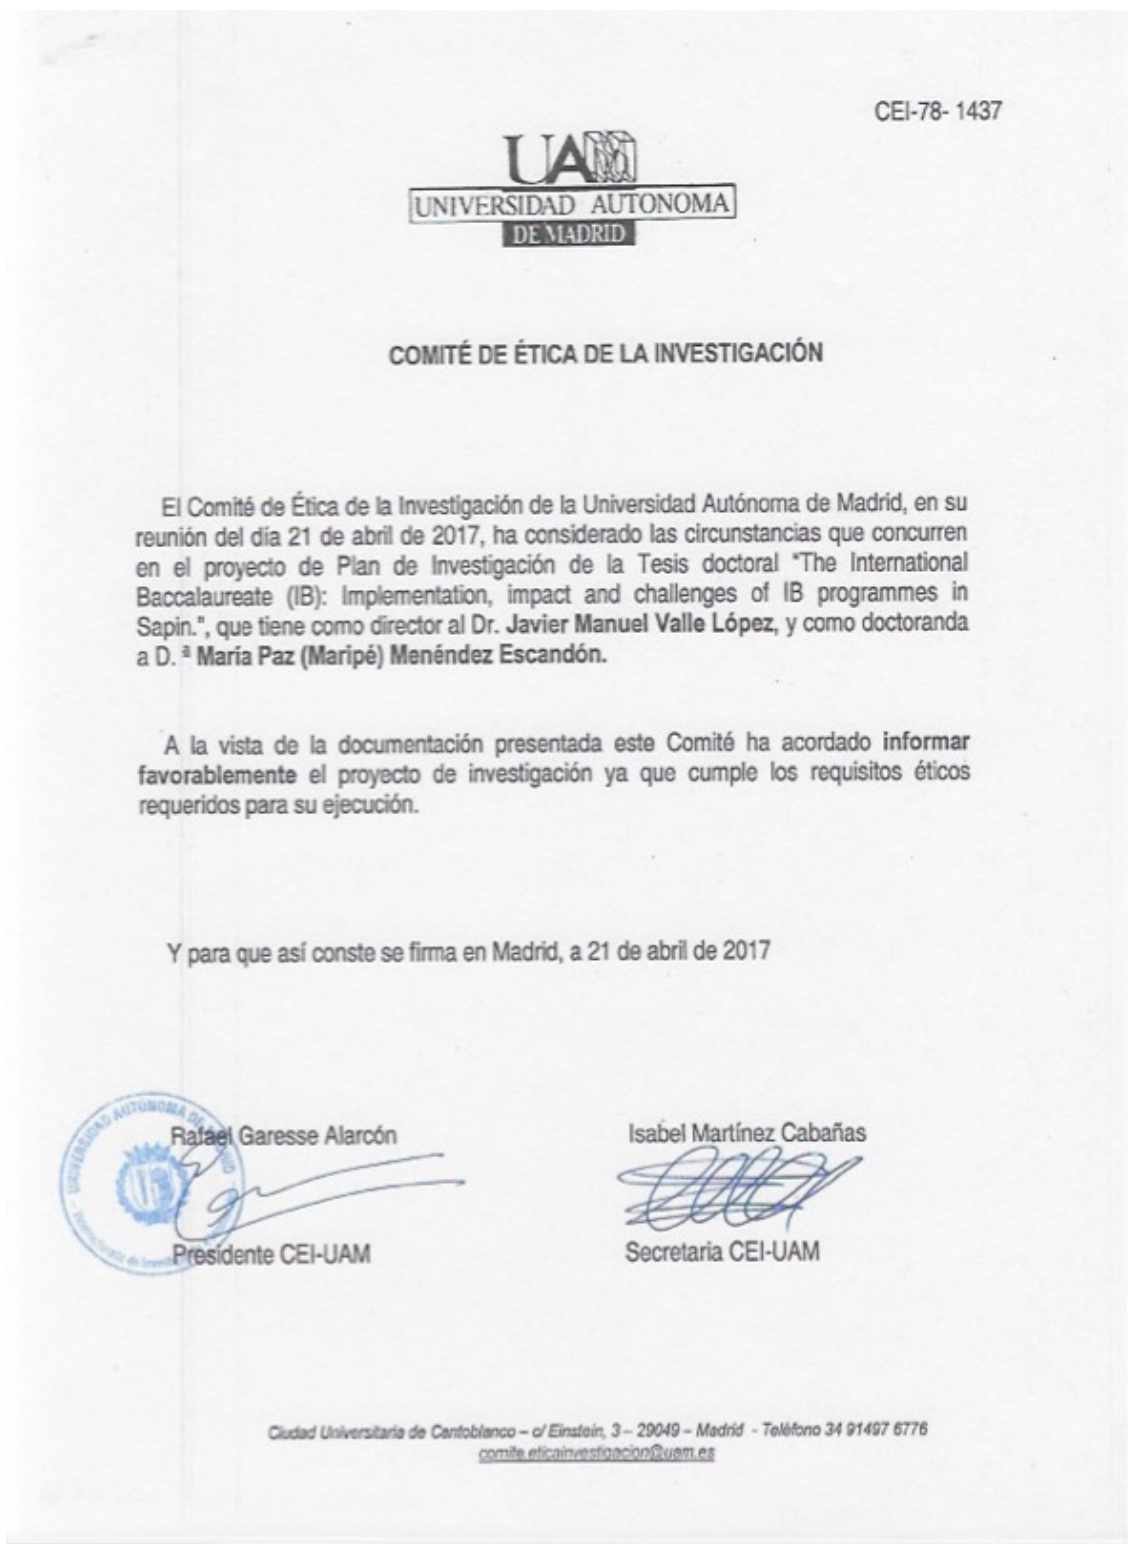 CEI-78- 1437
UAM
UNIVERSIDAD AUTONOMA
DE MADRID
COMITÉ DE ÉTICA DE LA INVESTIGACIÓN
El Comité de Ética de la Investigación de la Universidad Autónoma de Madrid, en su
reunión del día 21 de abril de 2017, ha considerado las circunstancias que concurren
en el proyecto de Plan de Investigación de la Tesis doctoral "The International
Baccalaureate (IB): Implementation, impact and challenges of IB programmes in
Sapin.", que tiene como director al Dr. Javier Manuel Valle López, y como doctoranda
a D. ª María Paz (Maripé) Menéndez Escandón.
A la vista de la documentación presentada este Comité ha acordado informar
favorablemente el proyecto de investigación ya que cumple los requisitos éticos
requeridos para su ejecución.
Y para que así conste se firma en Madrid, a 21 de abril de 2017
UNIVERSIDAD AUTÓNOMA DE MADRID
Rafael Garesse Alarcón
Isabel Martínez Cabañas
Presidente CEI-UAM
Secretaria CEI-UAM
Ciudad Universitaria de Cantoblanco – c/ Einstein, 3 – 29049 – Madrid - Teléfono 34 91497 6776
comite.eticainvestigacion@uam.es